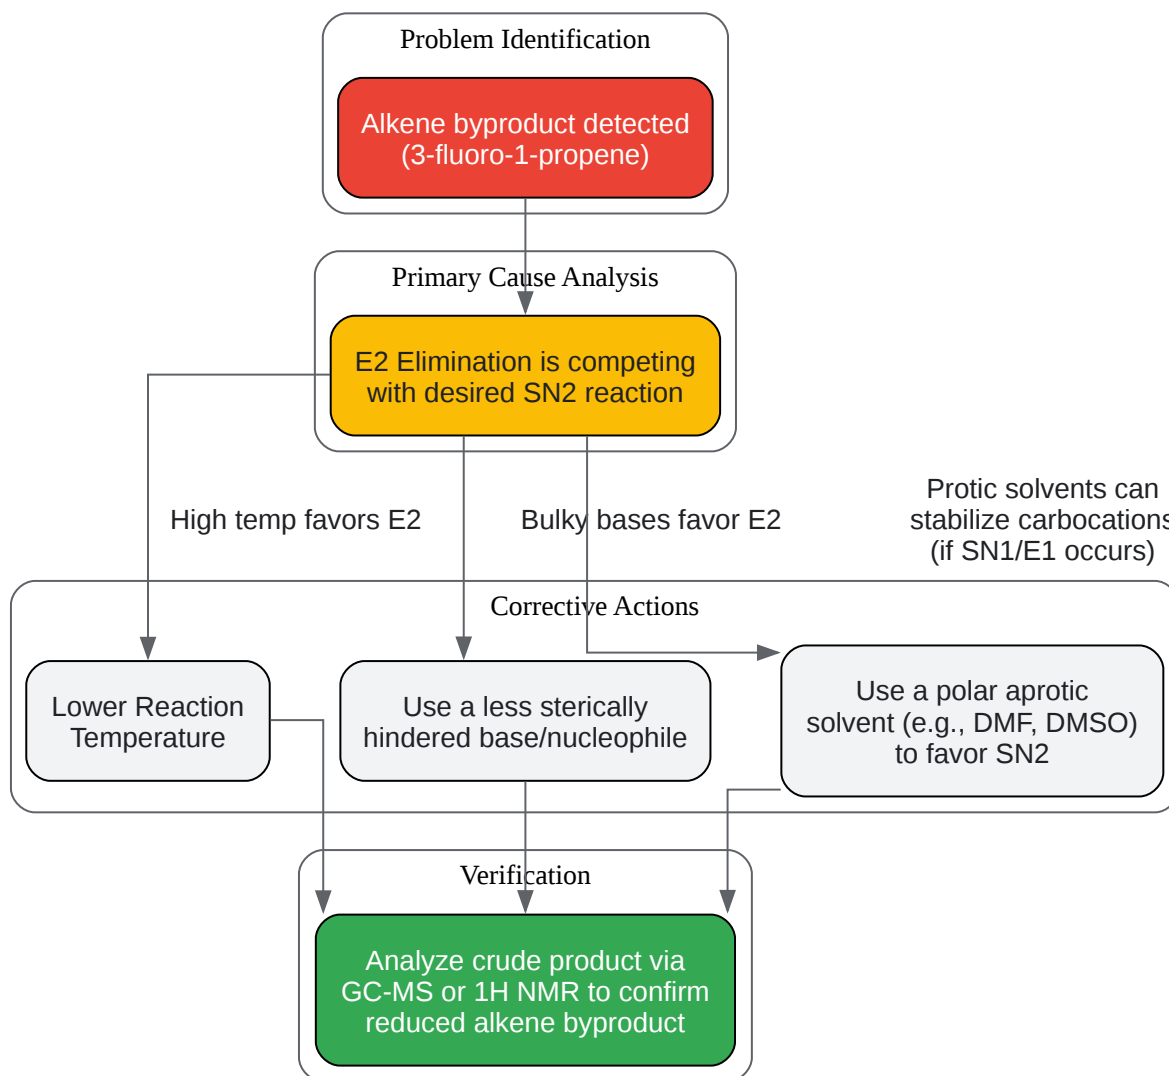 Problem Identification
Alkene byproduct detected
(3-fluoro-1-propene)
Primary Cause Analysis
E2 Elimination is competing
with desired SN2 reaction
High temp favors E2
Bulky bases favor E2
Protic solvents can
stabilize carbocations
(if SN1/E1 occurs)
Corrective Actions
Lower Reaction
Temperature
Use a less sterically
hindered base/nucleophile
Use a polar aprotic
solvent (e.g., DMF, DMSO)
to favor SN2
Verification
Analyze crude product via
GC-MS or 1H NMR to confirm
reduced alkene byproduct